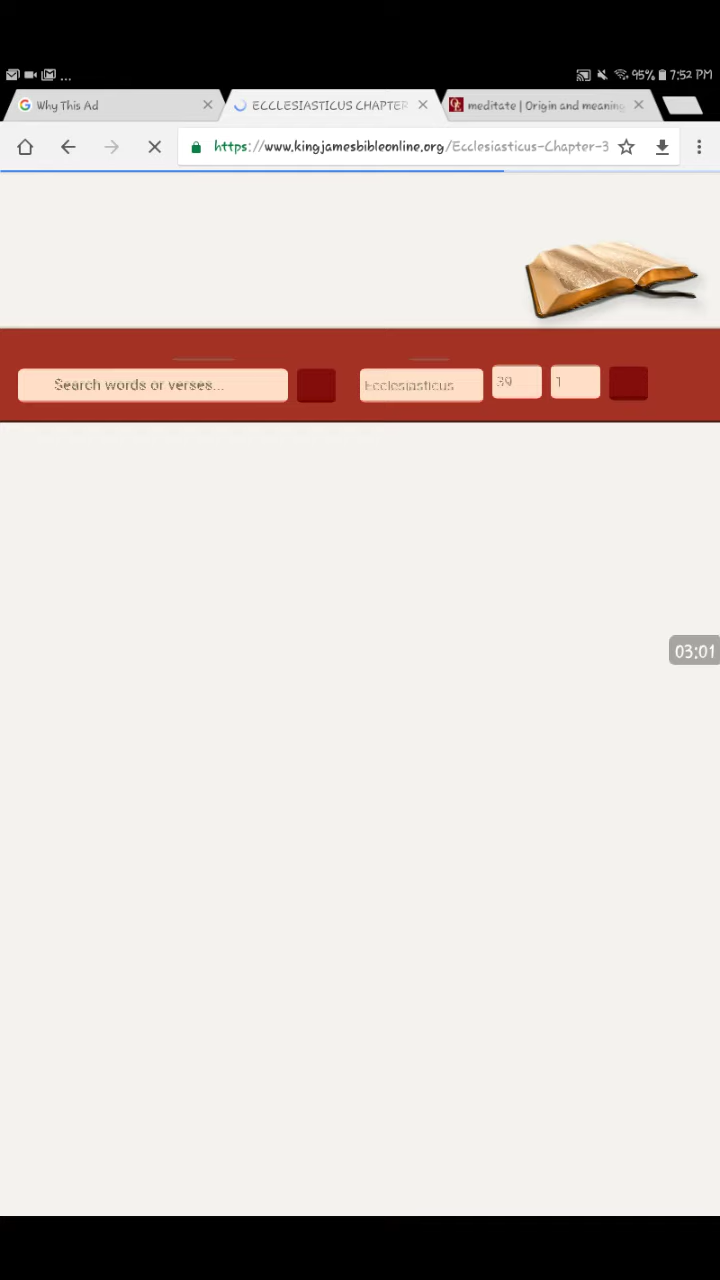 ... 95% 7:52 PM
Why This Ad ECCLESIASTICUS CHAPTER meditate | Origin and meaning
https://www.kingjamesbibleonline.org/Ecclesiasticus-Chapter-3
Search words or verses... Ecclesiasticus 39 1
03:01